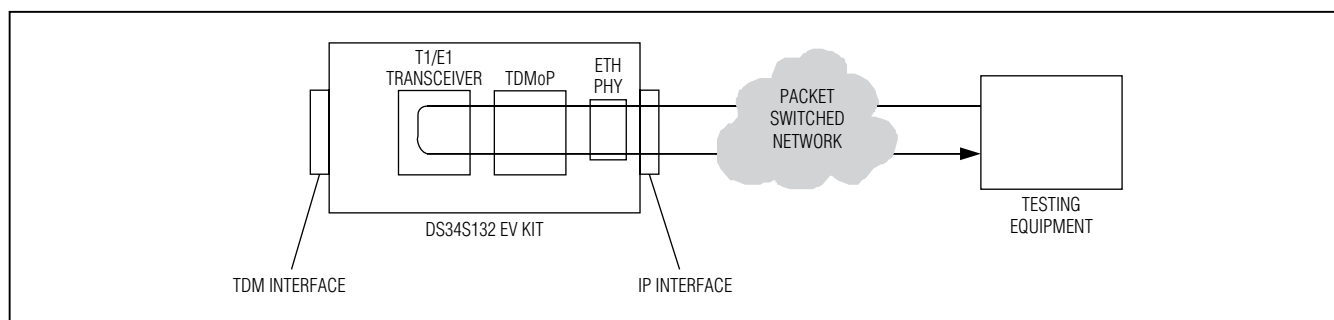 T1/E1
TRANSCEIVER
TDMoP
ETH
PHY
PACKET
SWITCHED
NETWORK
TESTING
EQUIPMENT
DS34S132 EV KIT
TDM INTERFACE
IP INTERFACE